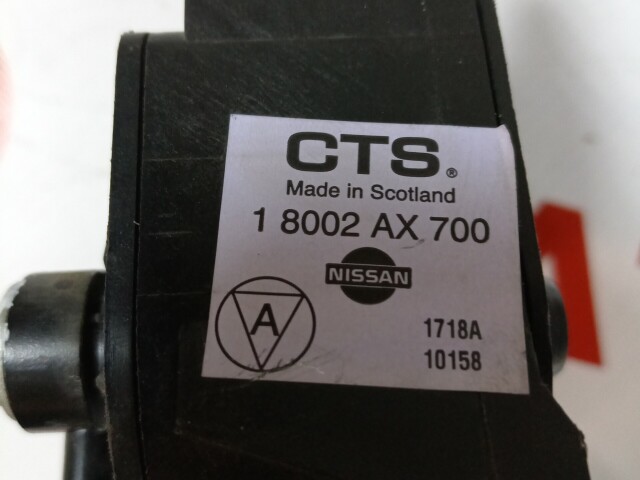 CTS®
Made in Scotland
1 8002 AX 700
NISSAN
A
1718A
10158